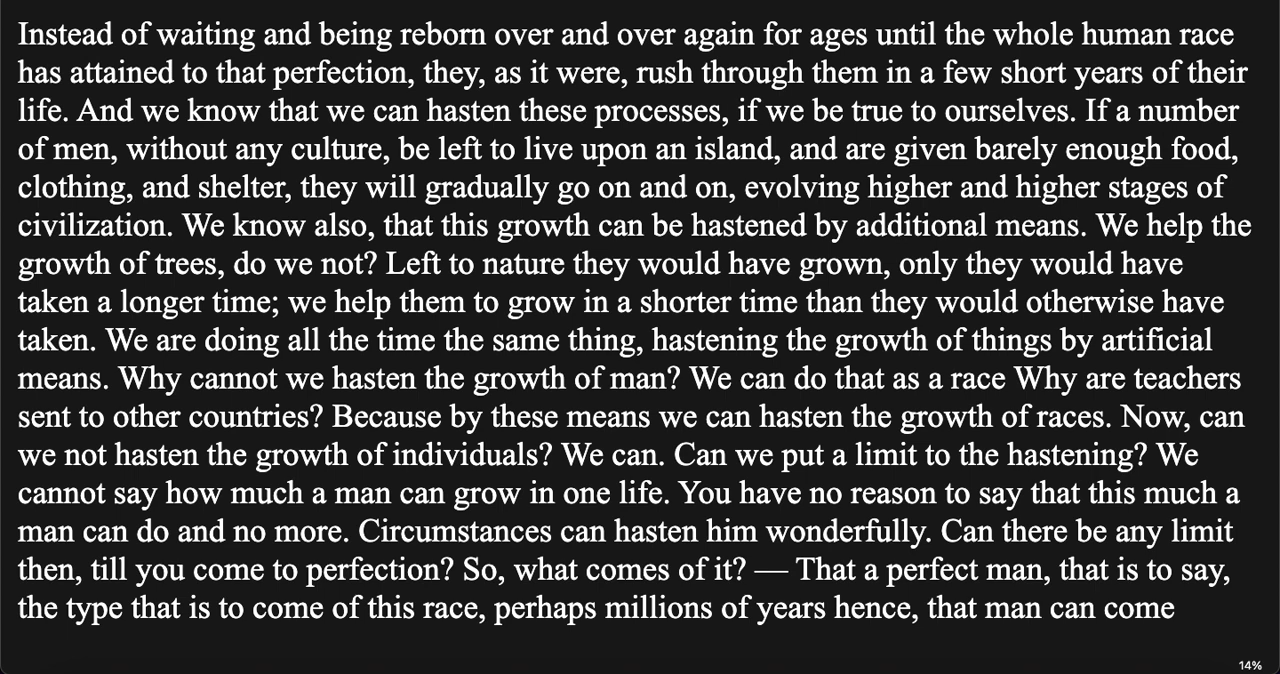 Instead of waiting and being reborn over and over again for ages until the whole human race
has attained to that perfection, they, as it were, rush through them in a few short years of their
life. And we know that we can hasten these processes, if we be true to ourselves. If a number
of men, without any culture, be left to live upon an island, and are given barely enough food,
clothing, and shelter, they will gradually go on and on, evolving higher and higher stages of
civilization. We know also, that this growth can be hastened by additional means. We help the
growth of trees, do we not? Left to nature they would have grown, only they would have
taken a longer time; we help them to grow in a shorter time than they would otherwise have
taken. We are doing all the time the same thing, hastening the growth of things by artificial
means. Why cannot we hasten the growth of man? We can do that as a race Why are teachers
sent to other countries? Because by these means we can hasten the growth of races. Now, can
we not hasten the growth of individuals? We can. Can we put a limit to the hastening? We
cannot say how much a man can grow in one life. You have no reason to say that this much a
man can do and no more. Circumstances can hasten him wonderfully. Can there be any limit
then, till you come to perfection? So, what comes of it? — That a perfect man, that is to say,
the type that is to come of this race, perhaps millions of years hence, that man can come
14%